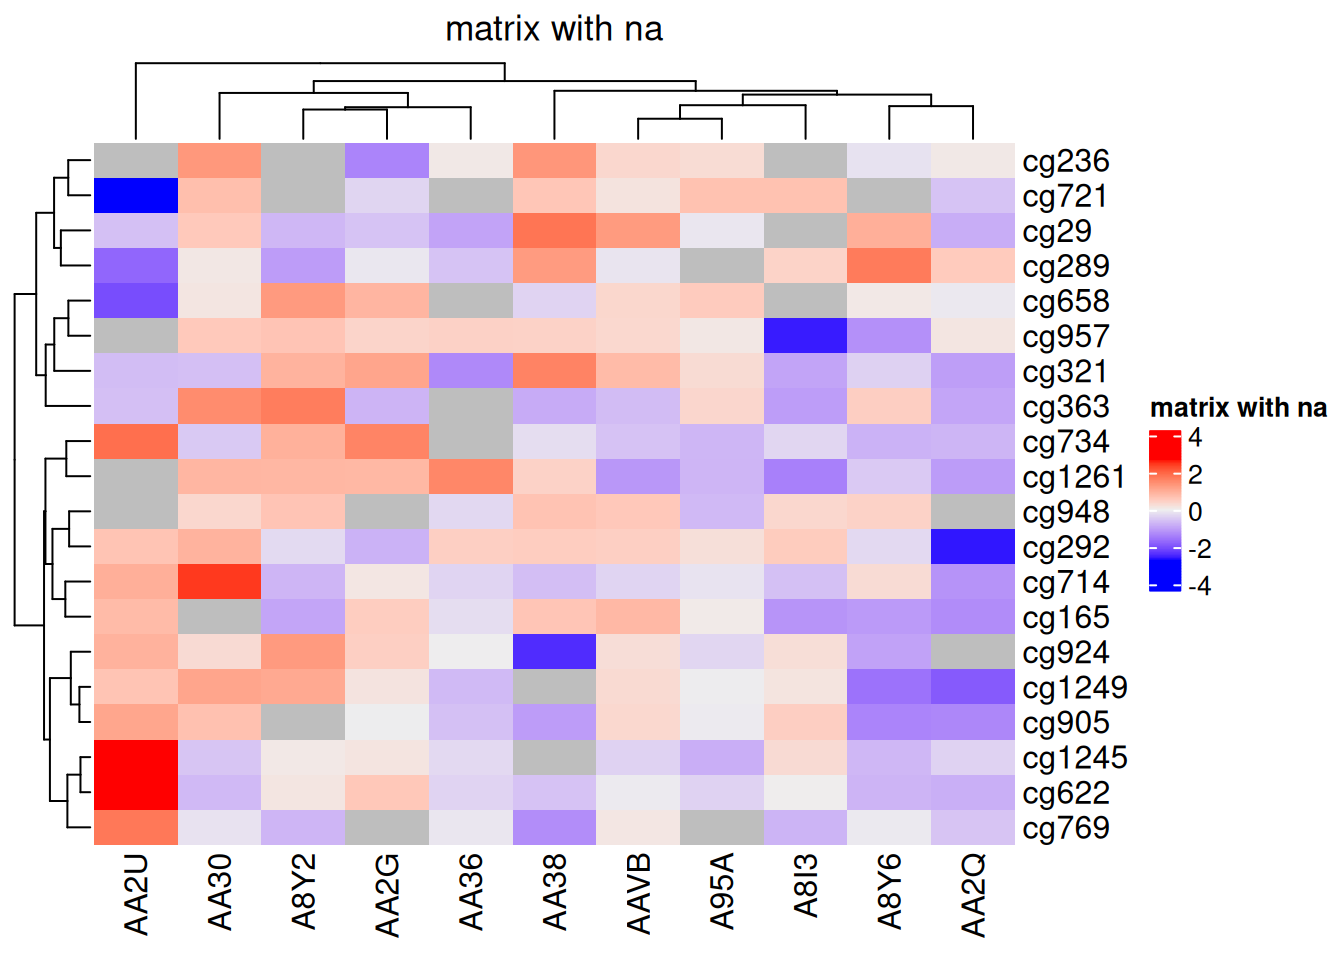 matrix with na
cg236
cg721
cg29
cg289
cg658
cg957
cg321
cg363
cg734
cg1261
cg948
cg292
cg714
cg165
cg924
cg1249
cg905
cg1245
cg622
cg769
AA2U
AA30
A8Y2
AA2G
AA36
AA38
AAVB
A95A
A8I3
A8Y6
AA2Q
matrix with na
4
2
0
-2
-4